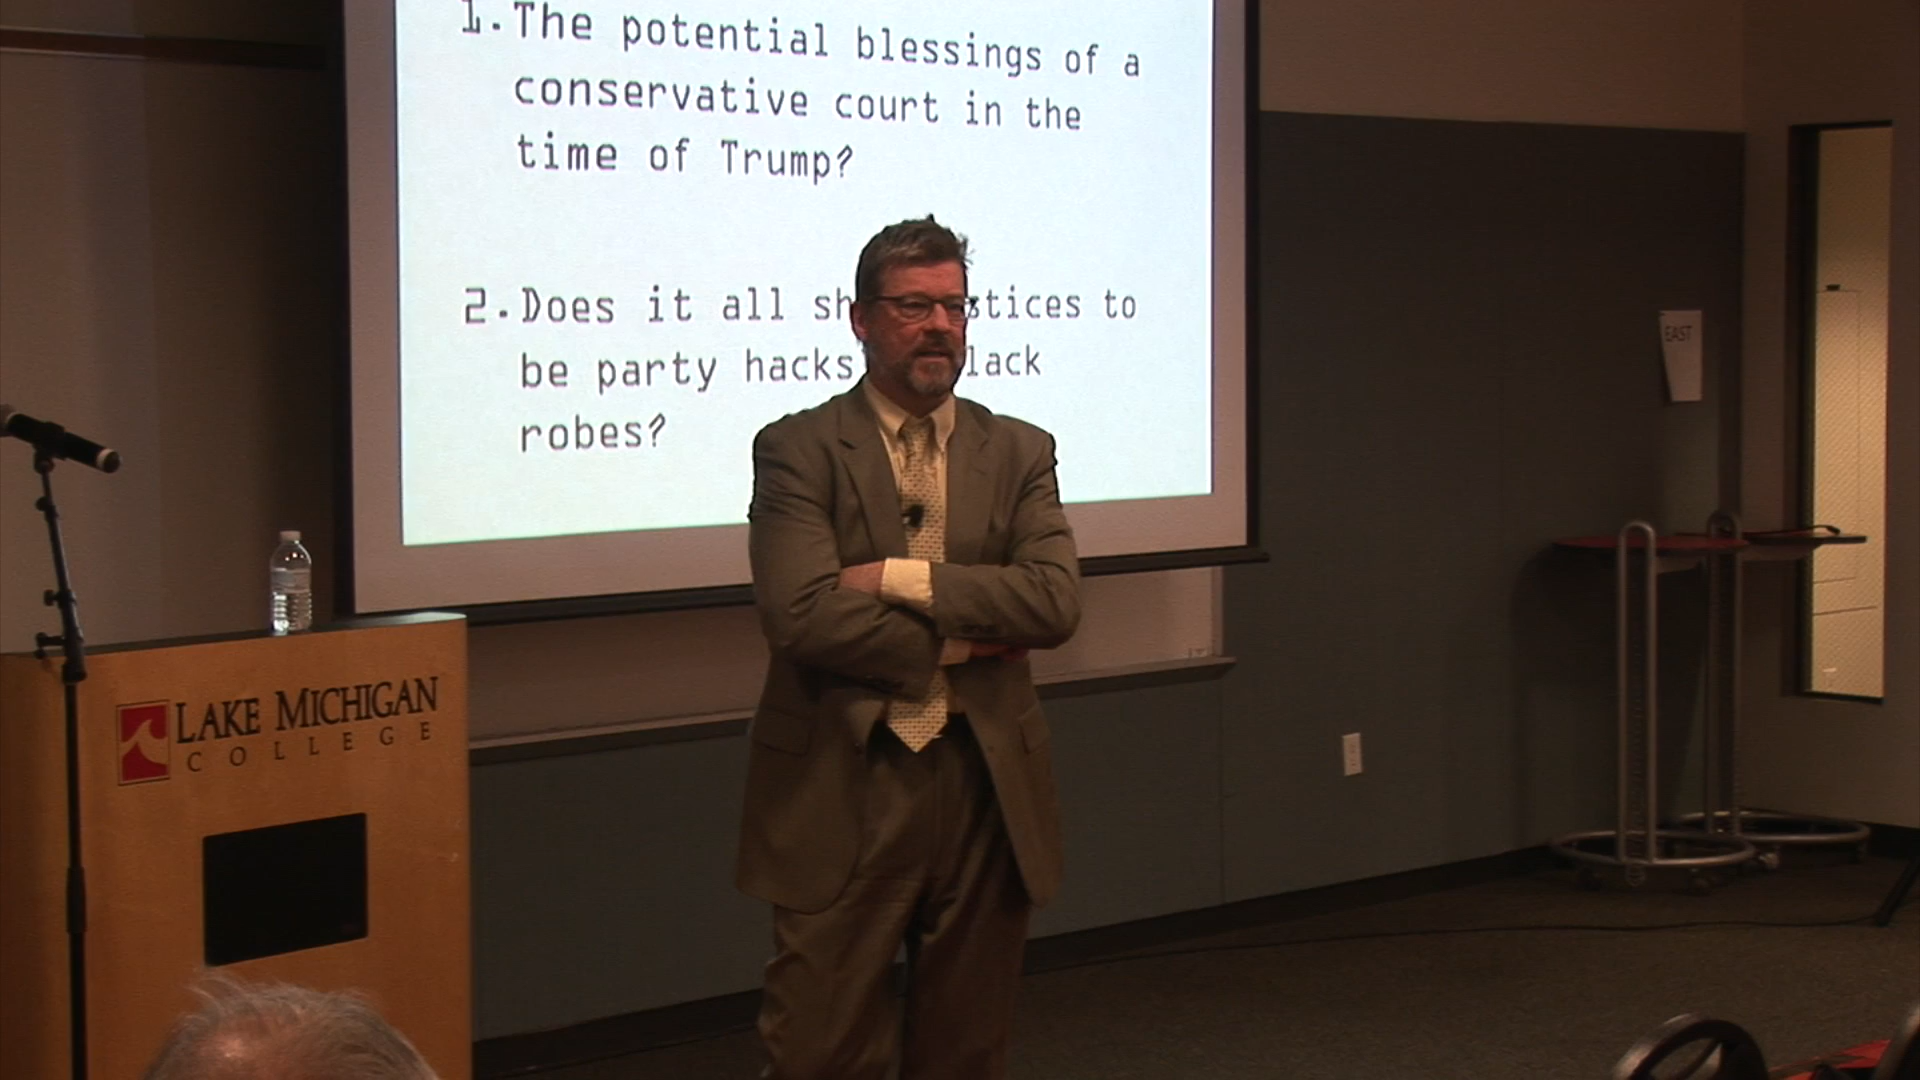 1. The potential blessings of a
conservative court in the
time of Trump?
2. Does it all sh stices to
be party hacks lack
robes?
EAST
LAKE MICHIGAN
COLLEGE